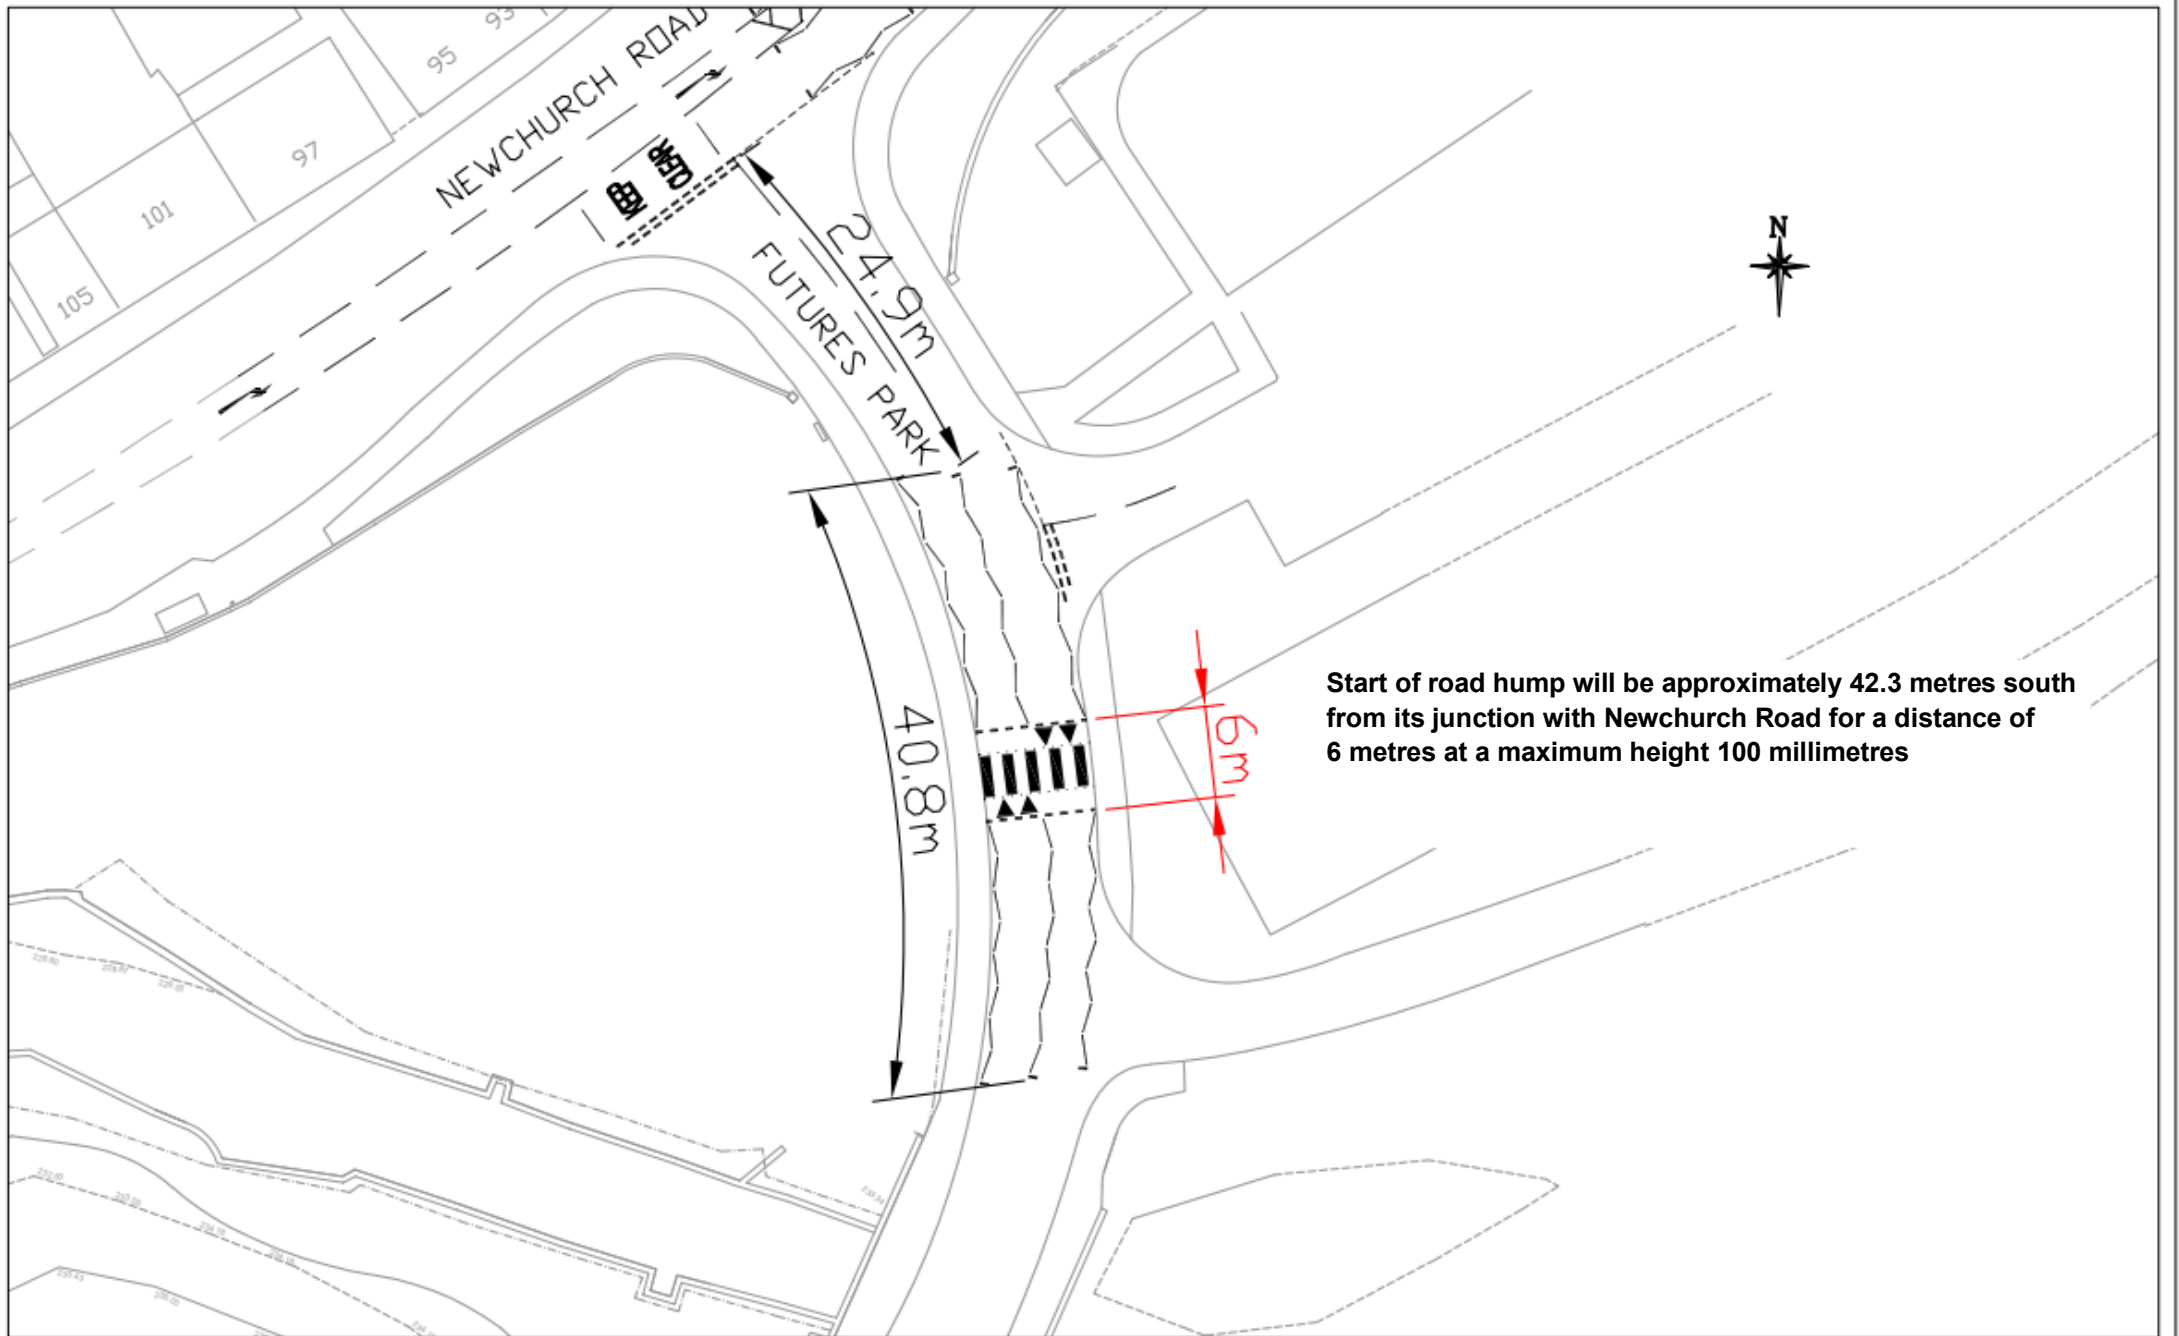 93
95
NEWCHURCH ROAD
97
KEEP
CLEAR
101
N
24.9m
FUTURES PARK
105
Start of road hump will be approximately 42.3 metres south
from its junction with Newchurch Road for a distance of
6 metres at a maximum height 100 millimetres
6m
40.8m